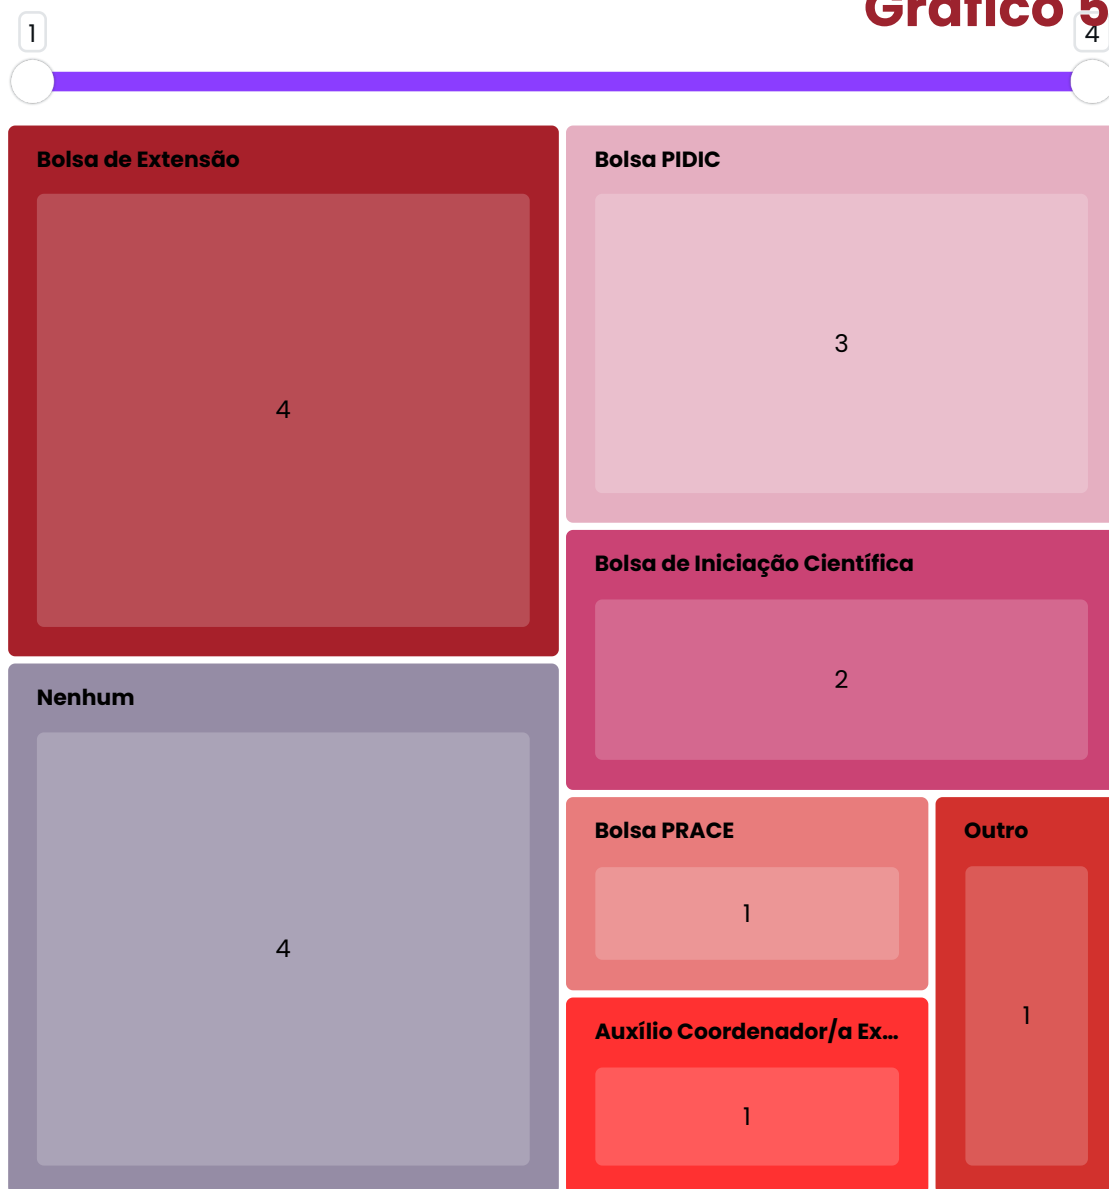 Gráfico 5
1
4
Bolsa de Extensão
4
Bolsa PIDIC
3
Bolsa de Iniciação Científica
2
Nenhum
4
Bolsa PRACE
1
Outro
1
Auxílio Coordenador/a Ex...
1